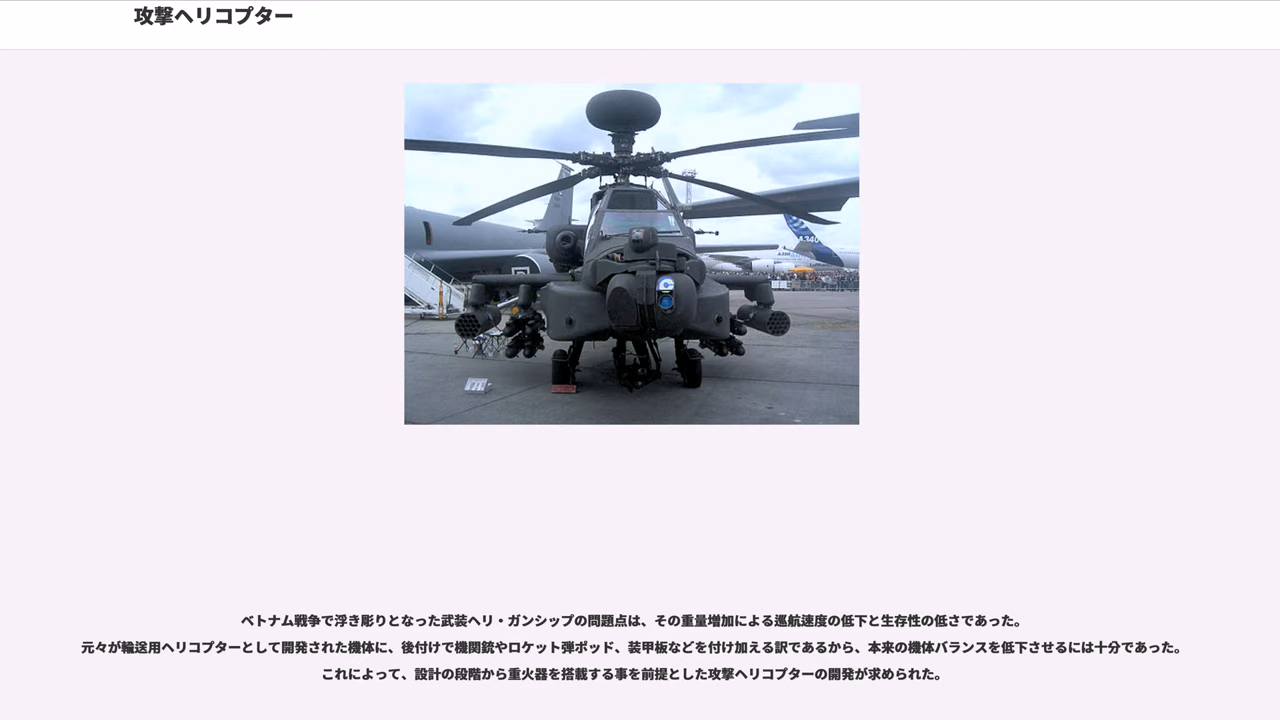 攻撃ヘリコプター
A340
ベトナム戦争で浮き彫りとなった武装ヘリ・ガンシップの問題点は、その重量増加による巡航速度の低下と生存性の低さであった。
元々が輸送用ヘリコプターとして開発された機体に、後付けで機関銃やロケット弾ポッド、装甲板などを付け加える訳であるから、本来の機体バランスを低下させるには十分であった。
これによって、設計の段階から重火器を搭載する事を前提とした攻撃ヘリコプターの開発が求められた。